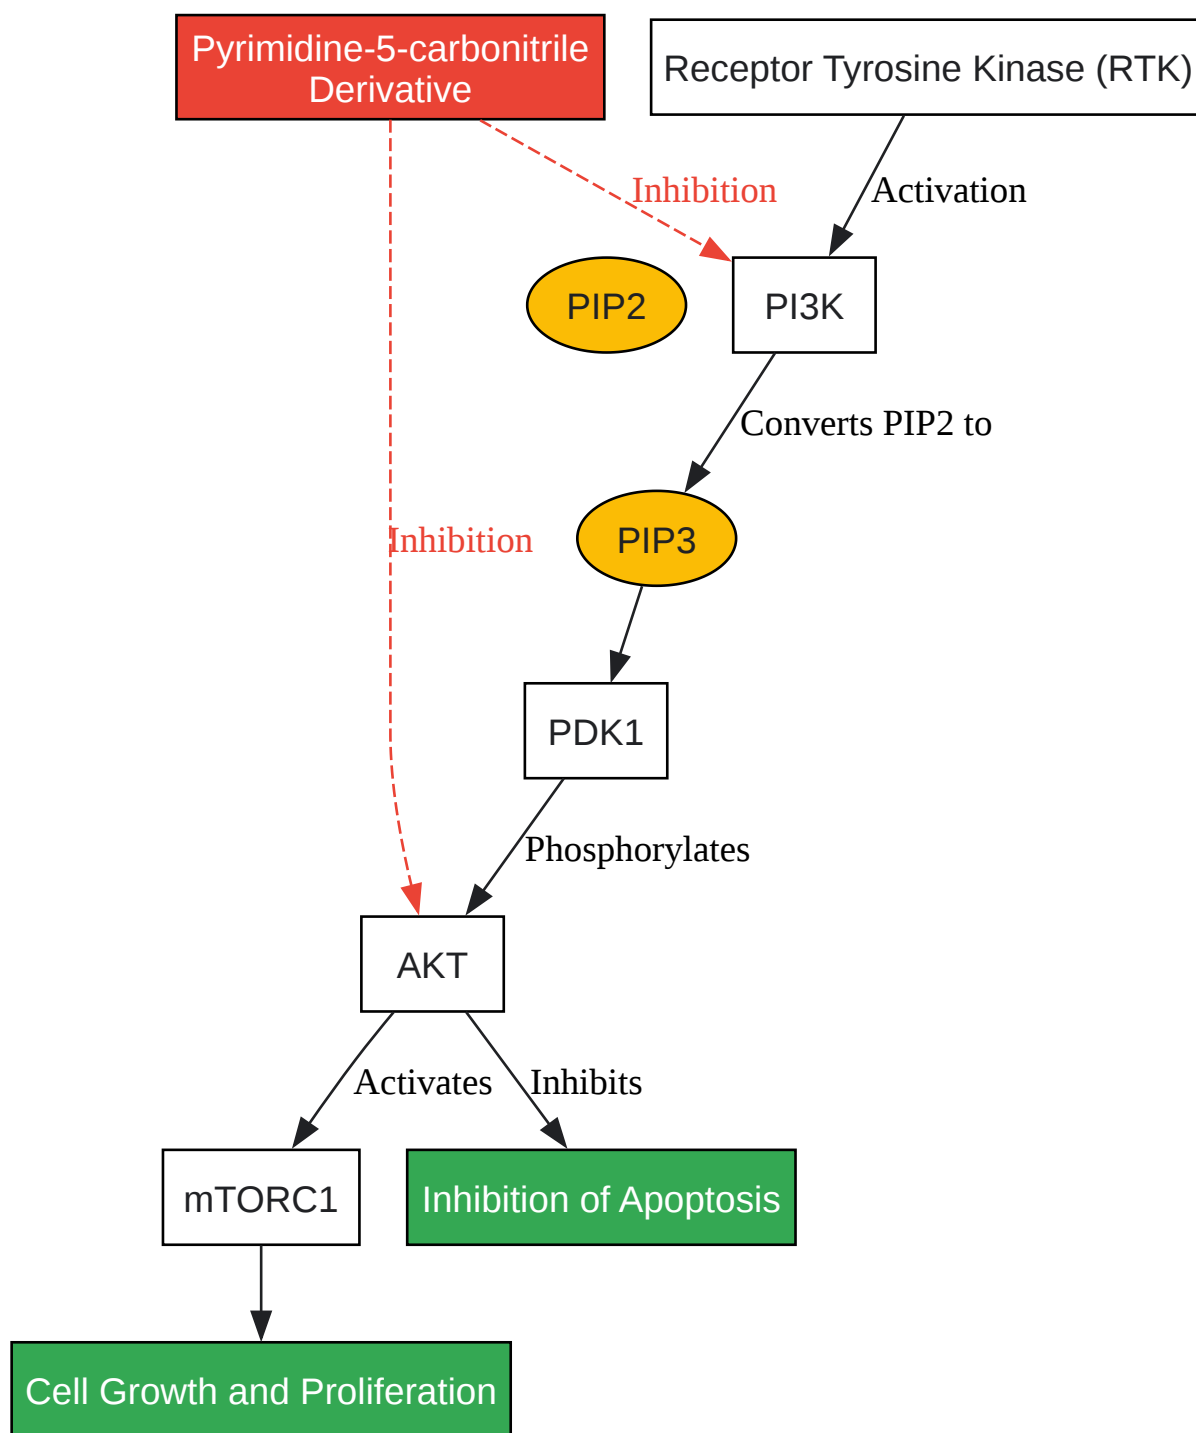 Pyrimidine-5-carbonitrile
Derivative
Receptor Tyrosine Kinase (RTK)
Inhibition
Activation
PIP2
PI3K
Converts PIP2 to
Inhibition
PIP3
PDK1
Phosphorylates
AKT
Activates
Inhibits
mTORC1
Inhibition of Apoptosis
Cell Growth and Proliferation